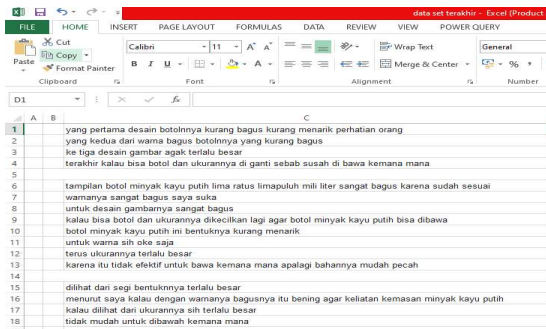 data set terakhir - Excel (Product
FILE HOME INSERT PAGE LAYOUT FORMULAS DATA REVIEW VIEW POWER QUERY
Cut
Copy
Format Painter
Paste
Calibri 11 A A Wrap Text General
B I U A Merge & Center % ,
Clipboard Font Alignment Number
D1 fx
A B C
1 yang pertama desain botolnnya kurang bagus kurang menarik perhatian orang
2 yang kedua dari warna bagus botolnnya yang kurang bagus
3 ke tiga desain gambar agak terlalu besar
4 terakhir kalau bisa botol dan ukurannya di ganti sebab susah di bawa kemana mana
5
6 tampilan botol minyak kayu putih lima ratus limapuluh mili liter sangat bagus karena sudah sesuai
7 warnanya sangat bagus saya suka
8 untuk desain gambarnya sangat bagus
9 kalau bisa botol dan ukurannya dikecilkan lagi agar botol minyak kayu putih bisa dibawa
10 botol minyak kayu putih ini bentuknya kurang menarik
11 untuk warna sih oke saja
12 terus ukurannya terlalu besar
13 karena itu tidak efektif untuk bawa kemana mana apalagi bahannya mudah pecah
14
15 dilihat dari segi bentuknnya terlalu besar
16 menurut saya kalau dengan warnanya bagusnya itu bening agar keliatan kemasan minyak kayu putih
17 kalau dilihat dari ukurannya sih terlalu besar
18 tidak mudah untuk dibawah kemana mana